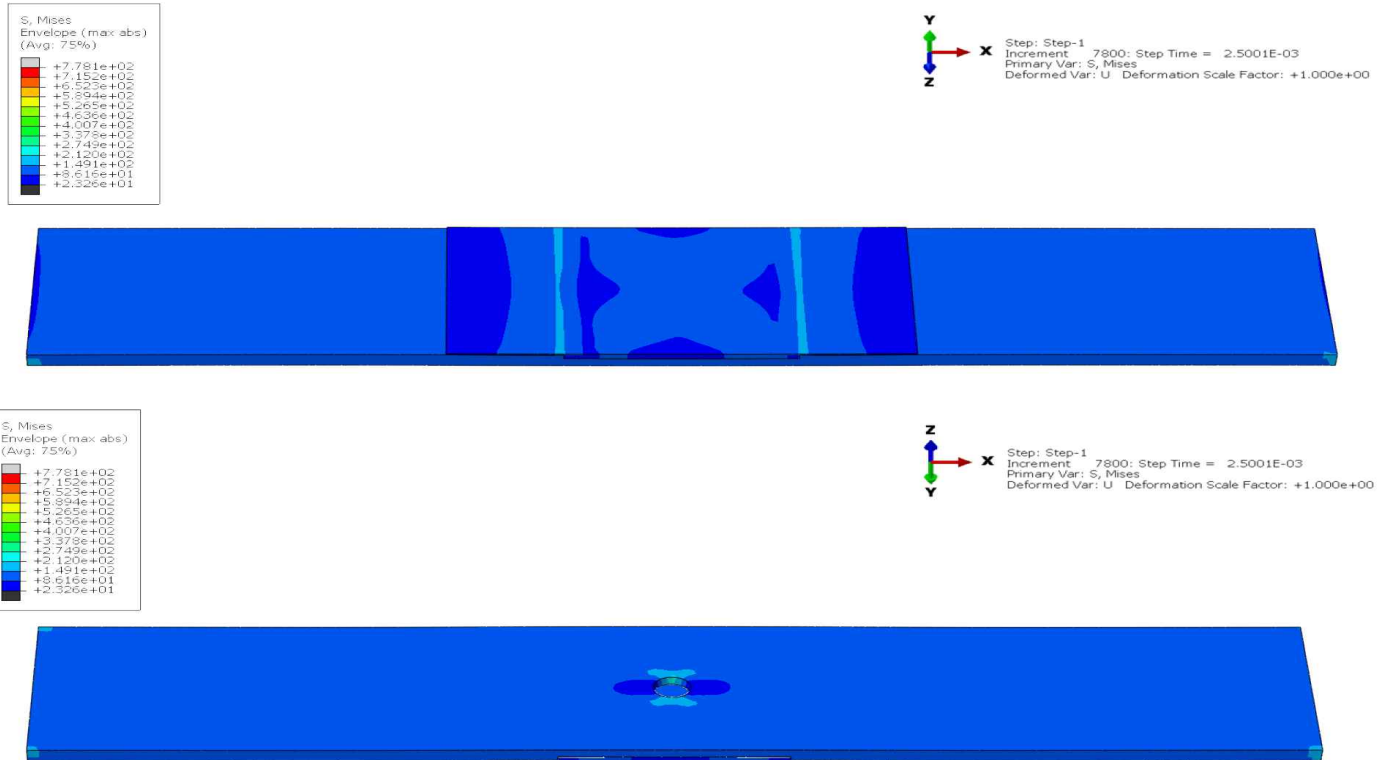 S, Mises
Envelope (max abs)
(Avg: 75%)
+7.781e+02
+7.152e+02
+6.523e+02
+5.894e+02
+5.265e+02
+4.636e+02
+4.007e+02
+3.378e+02
+2.749e+02
+2.120e+02
+1.491e+02
+8.616e+01
+2.326e+01
Y
X
Z
Step: Step-1
Increment 7800: Step Time = 2.5001E-03
Primary Var: S, Mises
Deformed Var: U Deformation Scale Factor: +1.000e+00
S, Mises
Envelope (max abs)
(Avg: 75%)
+7.781e+02
+7.152e+02
+6.523e+02
+5.894e+02
+5.265e+02
+4.636e+02
+4.007e+02
+3.378e+02
+2.749e+02
+2.120e+02
+1.491e+02
+8.616e+01
+2.326e+01
Z
X
Y
Step: Step-1
Increment 7800: Step Time = 2.5001E-03
Primary Var: S, Mises
Deformed Var: U Deformation Scale Factor: +1.000e+00